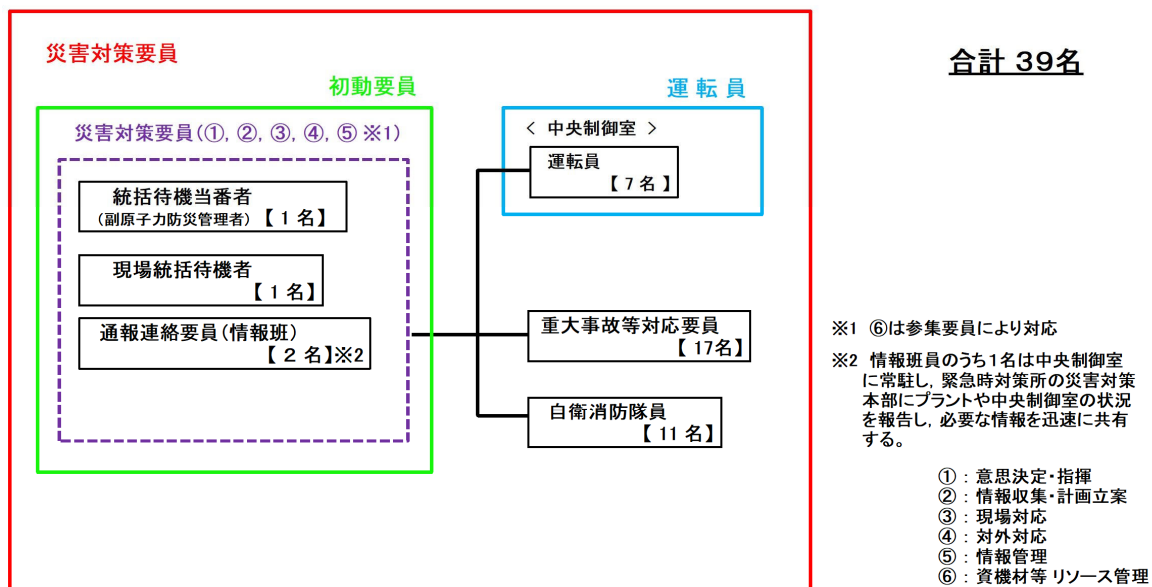 災害対策要員
合計 39名
初動要員
運 転 員
災害対策要員(①, ②, ③, ④, ⑤ ※1)
< 中央制御室 >
運転員
【 7 名 】
統括待機当番者
(副原子力防災管理者) 【 1 名】
現場統括待機者
【 1 名】
通報連絡要員(情報班)
【 2 名】※2
重大事故等対応要員
【 17名】
自衛消防隊員
【 11 名】
※1 ⑥は参集要員により対応
※2 情報班員のうち1名は中央制御室
に常駐し, 緊急時対策所の災害対策
本部にプラントや中央制御室の状況
を報告し, 必要な情報を迅速に共有
する。
① : 意思決定・指揮
② : 情報収集・計画立案
③ : 現場対応
④ : 対外対応
⑤ : 情報管理
⑥ : 資機材等 リソース管理